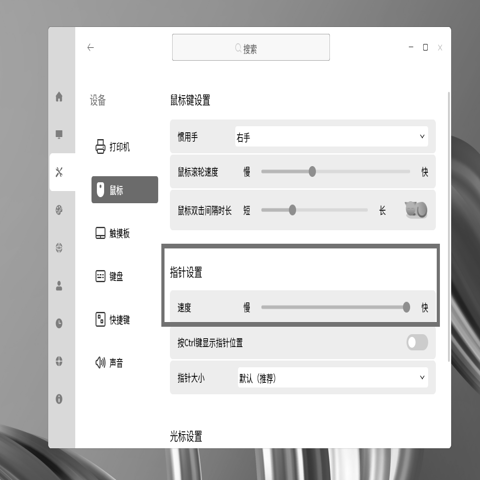 搜索
设备
打印机
鼠标
触摸板
键盘
快捷键
声音
鼠标键设置
惯用手 右手
鼠标滚轮速度 慢 快
鼠标双击间隔时长 短 长
指针设置
速度 慢 快
按Ctrl键显示指针位置
指针大小 默认（推荐）
光标设置